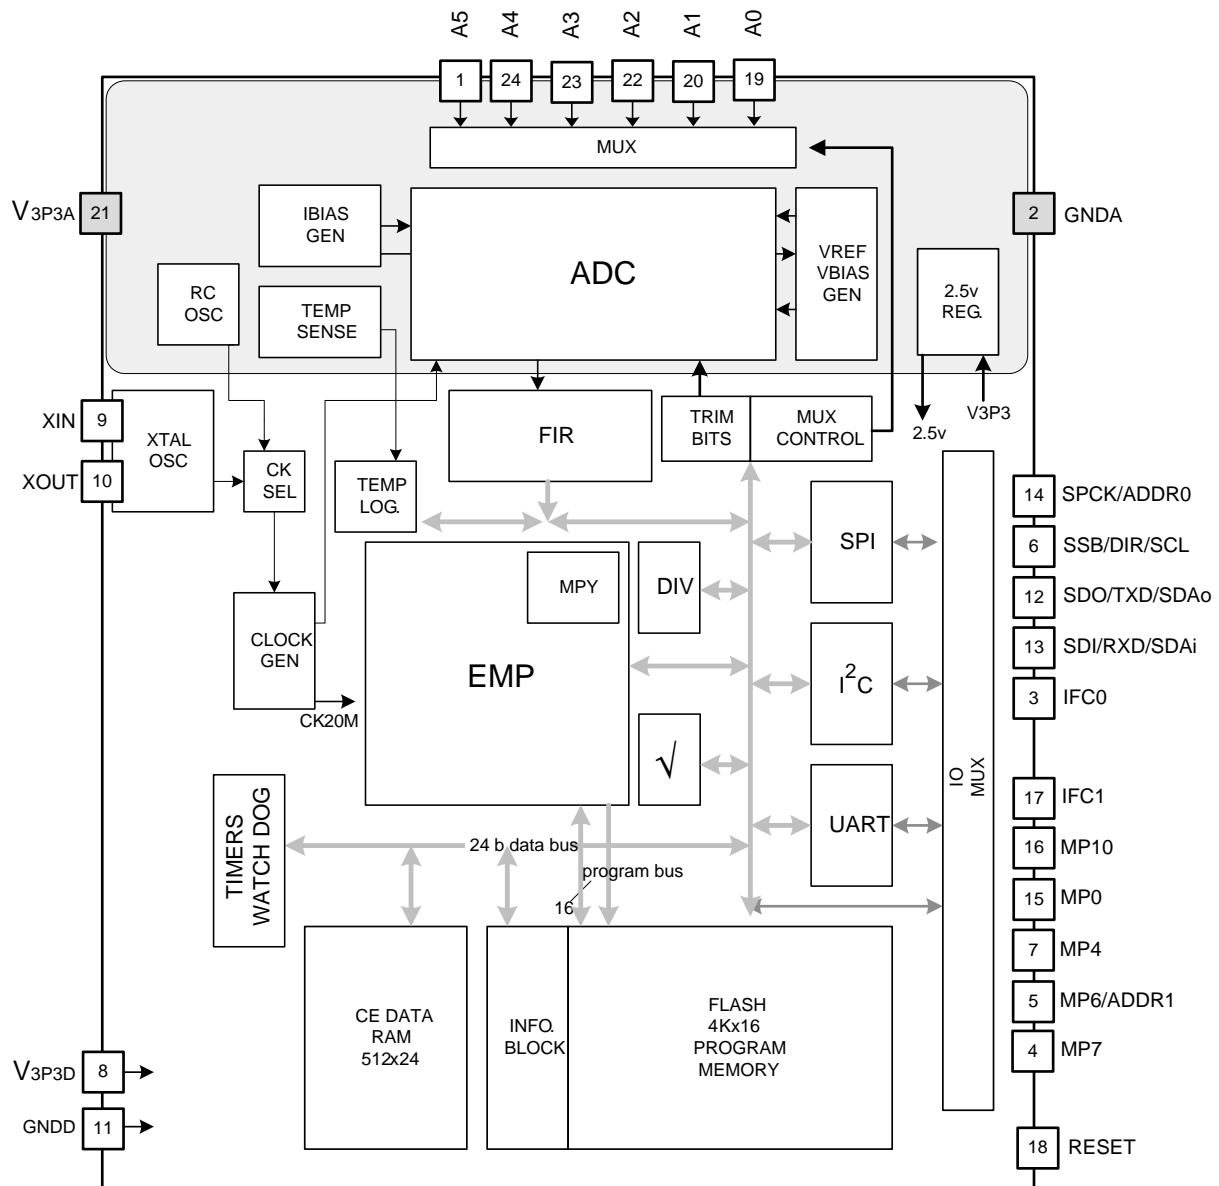 A5 A4 A3 A2 A1 A0
1 24 23 22 20 19
MUX
V3P3A 21
2 GNDA
IBIAS
GEN
ADC
VREF
VBIAS
GEN
2.5v
REG.
RC
OSC
TEMP
SENSE
V3P3
2.5v
XIN 9
XOUT 10
XTAL
OSC
CK
SEL
FIR
TRIM
BITS
MUX
CONTROL
TEMP
LOG.
14 SPCK/ADDR0
6 SSB/DIR/SCL
12 SDO/TXD/SDAo
13 SDI/RXD/SDAi
3 IFC0
17 IFC1
16 MP10
15 MP0
7 MP4
5 MP6/ADDR1
4 MP7
18 RESET
SPI
MPY
DIV
EMP
CLOCK
GEN
CK20M
I2C
√
UART
IO
MUX
TIMERS
WATCH DOG
24 b data bus
program bus
16
CE DATA
RAM
512x24
INFO.
BLOCK
FLASH
4Kx16
PROGRAM
MEMORY
V3P3D 8
GNDD 11